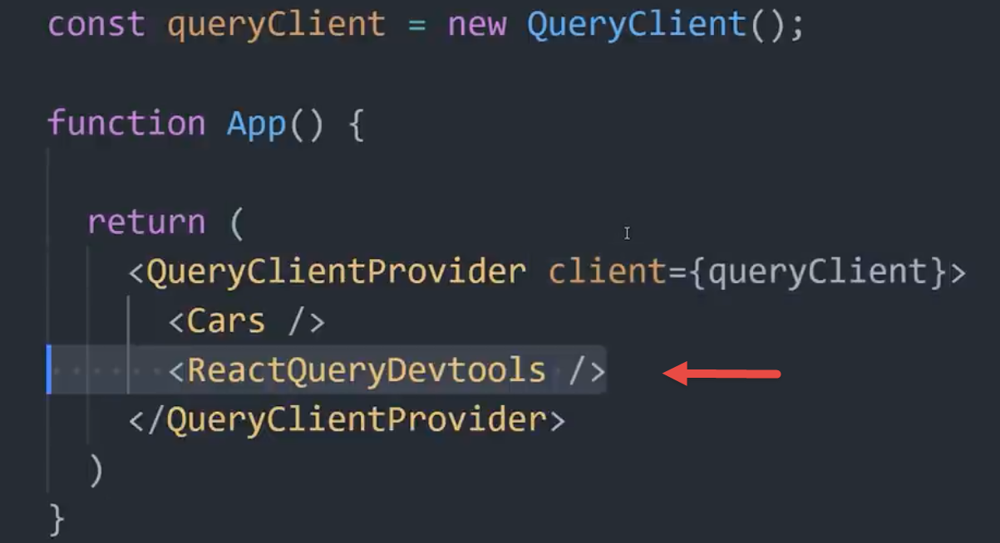 const queryClient = new QueryClient();
function App() {
return (
<QueryClientProvider client={queryClient}>
<Cars />
<ReactQueryDevtools />
</QueryClientProvider>
)
}